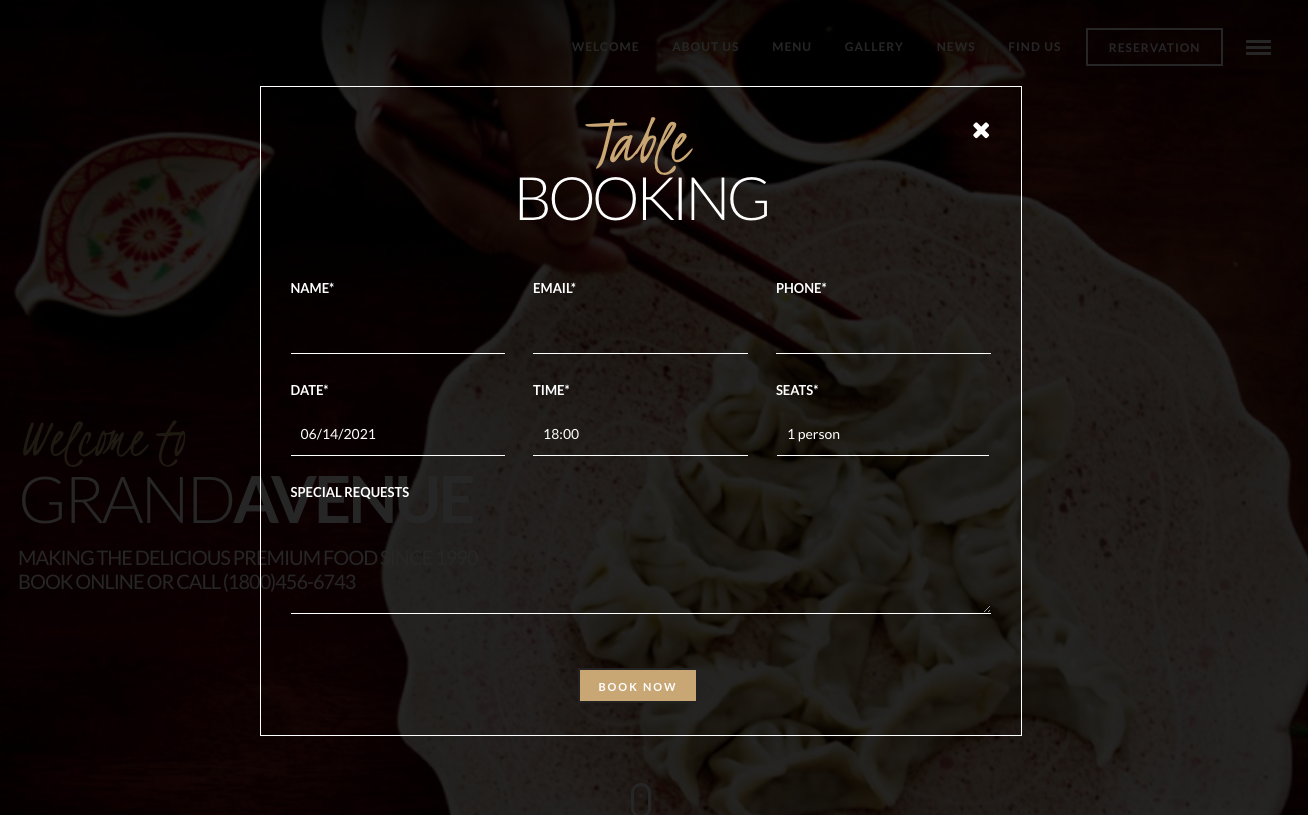 WELCOME ABOUT US MENU GALLERY NEWS FIND US RESERVATION
Table
BOOKING
NAME* EMAIL* PHONE*
DATE* TIME* SEATS*
06/14/2021 18:00 1 person
Welcome to
GRANDAVENUE
SPECIAL REQUESTS
MAKING THE DELICIOUS PREMIUM FOOD SINCE 1990
BOOK ONLINE OR CALL (1800)456-6743
BOOK NOW